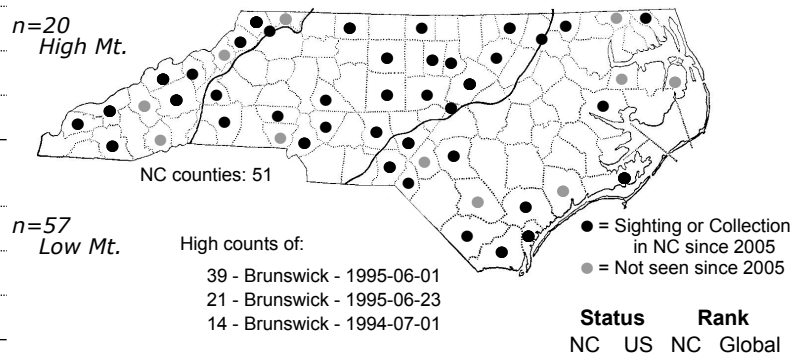 n=20
High Mt.
NC counties: 51
n=57
Low Mt.
High counts of:
39 - Brunswick - 1995-06-01
21 - Brunswick - 1995-06-23
14 - Brunswick - 1994-07-01
= Sighting or Collection
in NC since 2005
= Not seen since 2005
Status Rank
NC US NC Global